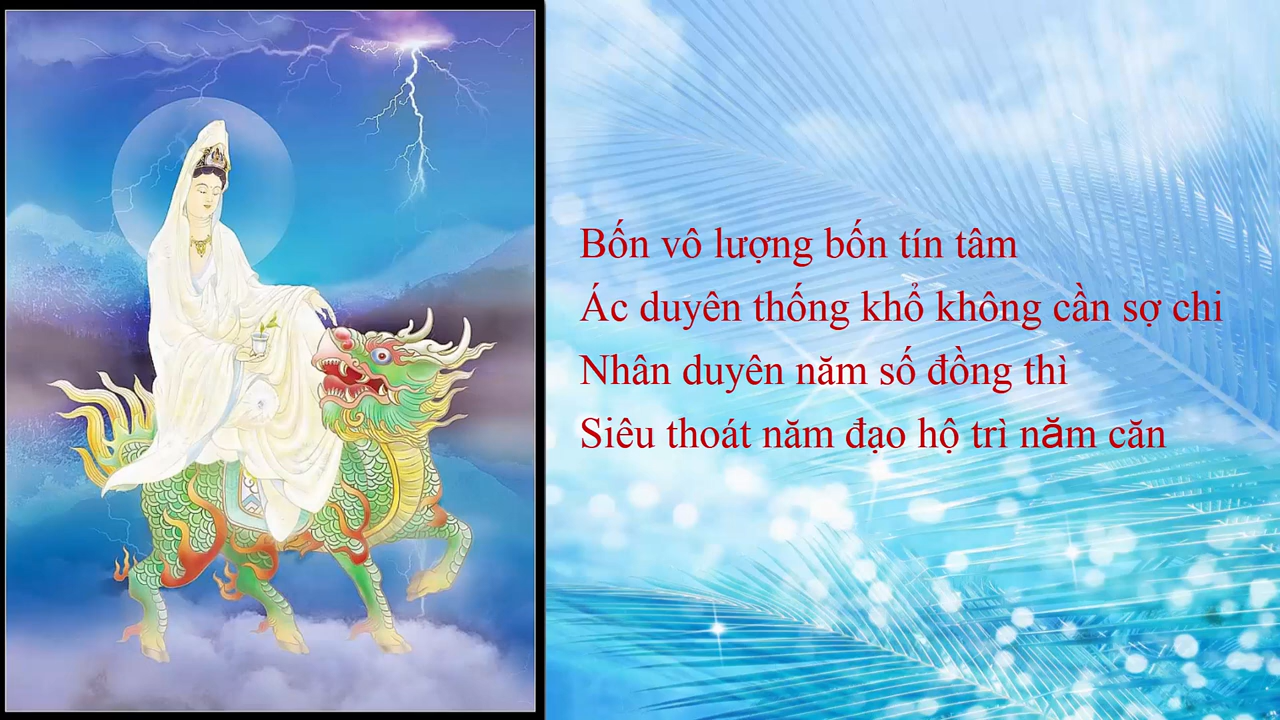 Bốn vô lượng bốn tín tâm
Ác duyên thống khổ không cần sợ chi
Nhân duyên năm số đồng thì
Siêu thoát năm đạo hộ trì năm căn